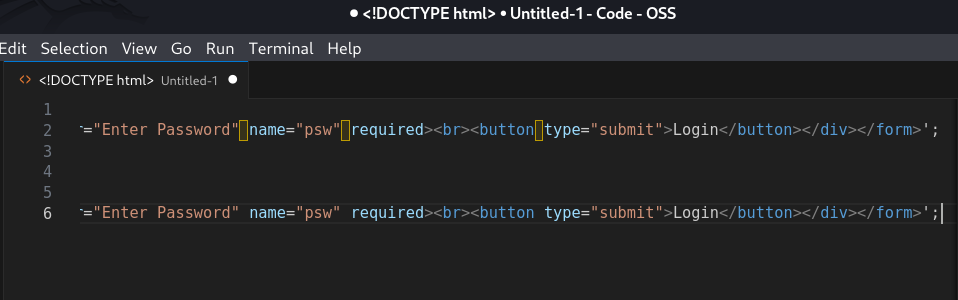 ● <!DOCTYPE html> • Untitled-1 - Code - OSS
Edit Selection View Go Run Terminal Help
<> <!DOCTYPE html> Untitled-1 ●
1
2 ="Enter Password" name="psw" required><br><button type="submit">Login</button></div></form>';
3
4
5
6 ="Enter Password" name="psw" required><br><button type="submit">Login</button></div></form>';